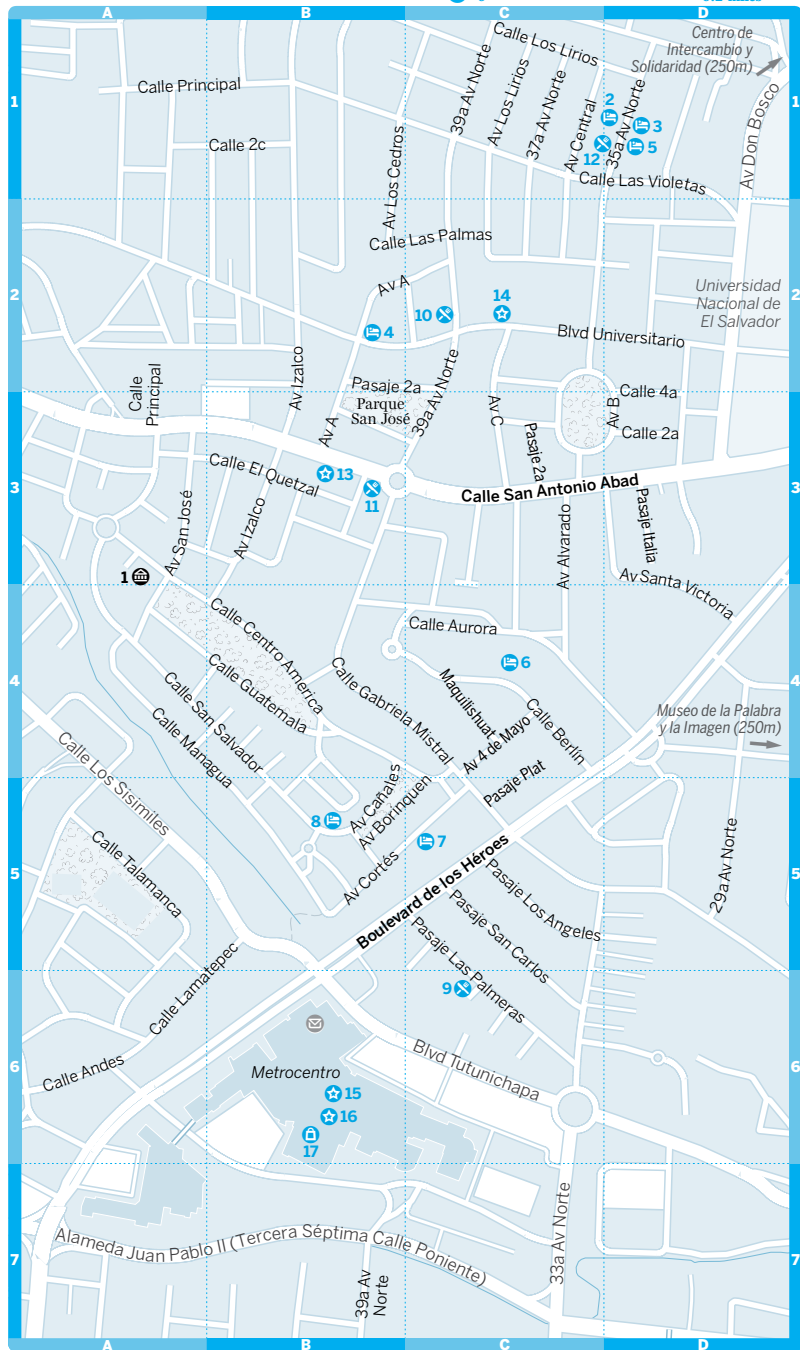 A
B
C
D
Centro de
Intercambio y
Solidaridad (250m)
Calle Los Lirios
1
1
Calle Principal
39a Av Norte
Av Los Lirios
37a Av Norte
Av Central
35a Av Norte
2
3
5
12
Av Don Bosco
Calle 2c
Av Los Cedros
Calle Las Violetas
Calle Las Palmas
2
2
Av A
10
14
4
Universidad
Nacional de
El Salvador
Blvd Universitario
Av Izalco
Calle
Principal
Pasaje 2a
Parque
San José
39a Av Norte
Av A
Av C
Pasaje 2a
Av B
Calle 4a
Calle 2a
3
3
Calle El Quetzal
13
11
Calle San Antonio Abad
Av San José
Av Izalco
Av Alvarado
Pasaje Italia
1
Av Santa Victoria
Calle Centro America
Calle Aurora
6
4
4
Calle Guatemala
Calle Gabriela Mistral
Maquilishuat
Calle Berlín
Calle San Salvador
Calle Managua
Av 4 de Mayo
Museo de la Palabra
y la Imagen (250m)
Calle Los Sisimiles
Pasaje Plat
Av Cañales
Av Borinquen
8
7
Calle Talamanca
Av Cortés
Boulevard de los Héroes
29a Av Norte
5
5
Pasaje Los Angeles
Pasaje San Carlos
Pasaje Las Palmeras
9
Calle Lamatepec
Calle Andes
Blvd Tutunichapa
6
6
Metrocentro
15
16
17
Alameda Juan Pablo II (Tercera Séptima Calle Poniente)
33a Av Norte
39a Av
Norte
7
7
A
B
C
D